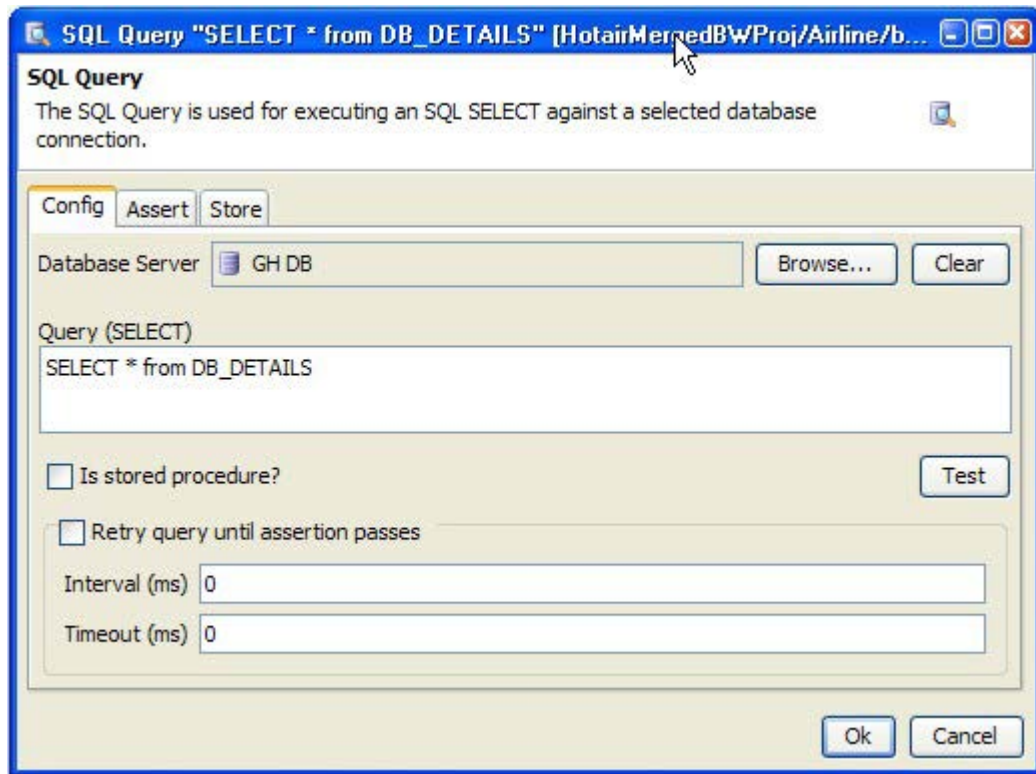 SQL Query "SELECT * from DB_DETAILS" [HotairMergedBWProj/Airline/b...
SQL Query
The SQL Query is used for executing an SQL SELECT against a selected database
connection.
Config Assert Store
Database Server GH DB Browse... Clear
Query (SELECT)
SELECT * from DB_DETAILS
Is stored procedure? Test
Retry query until assertion passes
Interval (ms) 0
Timeout (ms) 0
Ok Cancel